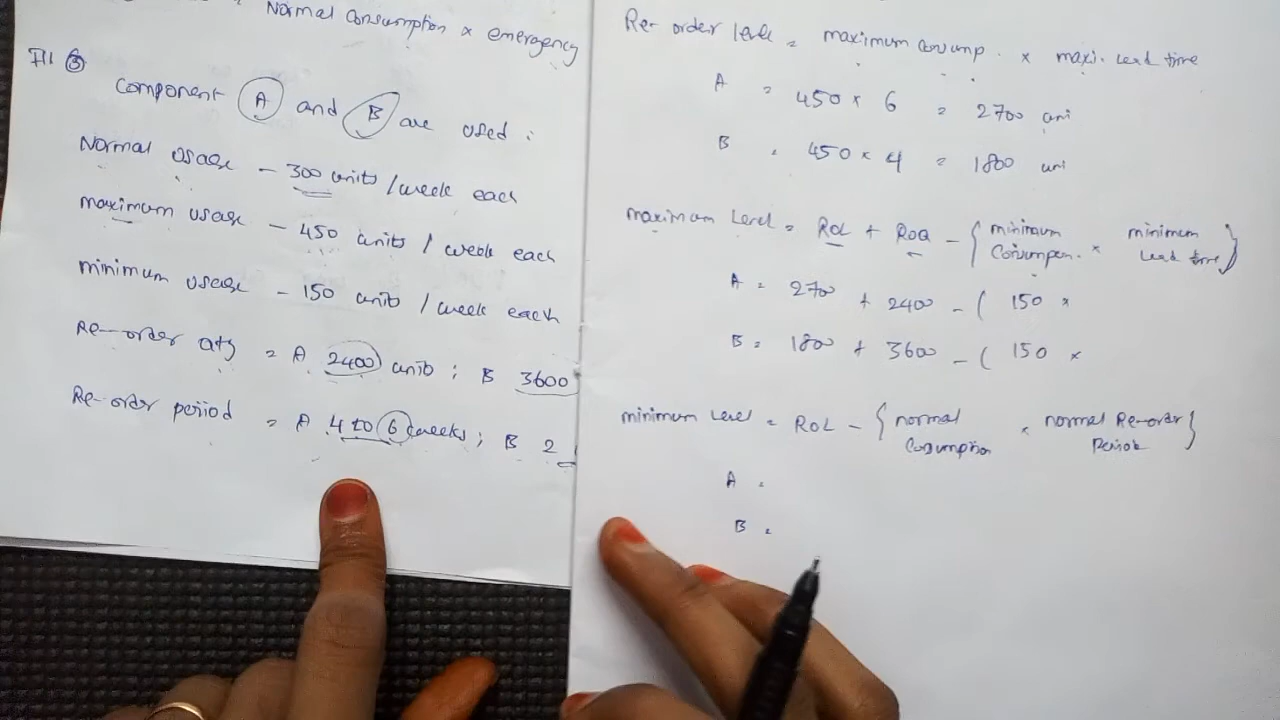 Normal Consumption x emergency
Ill ③
Component A and B are used :
Normal usage - 300 units /week each
maximum usage - 450 units / week each
minimum usage - 150 units / week each
Re-order qty = A 2400 units ; B 3600
Re-order period = A 4 to 6 weeks ; B 2
Re-order level = maximum Consump. x maxi. Lead time
A = 450 x 6 = 2700 uni
B = 450 x 4 = 1800 uni
maximum Level = ROL + ROQ - { minimum Consumpn. x minimum Lead time }
A = 2700 + 2400 - ( 150 x
B = 1800 + 3600 - ( 150 x
minimum Level = ROL - { normal Consumption x normal Re-order Period }
A =
B =